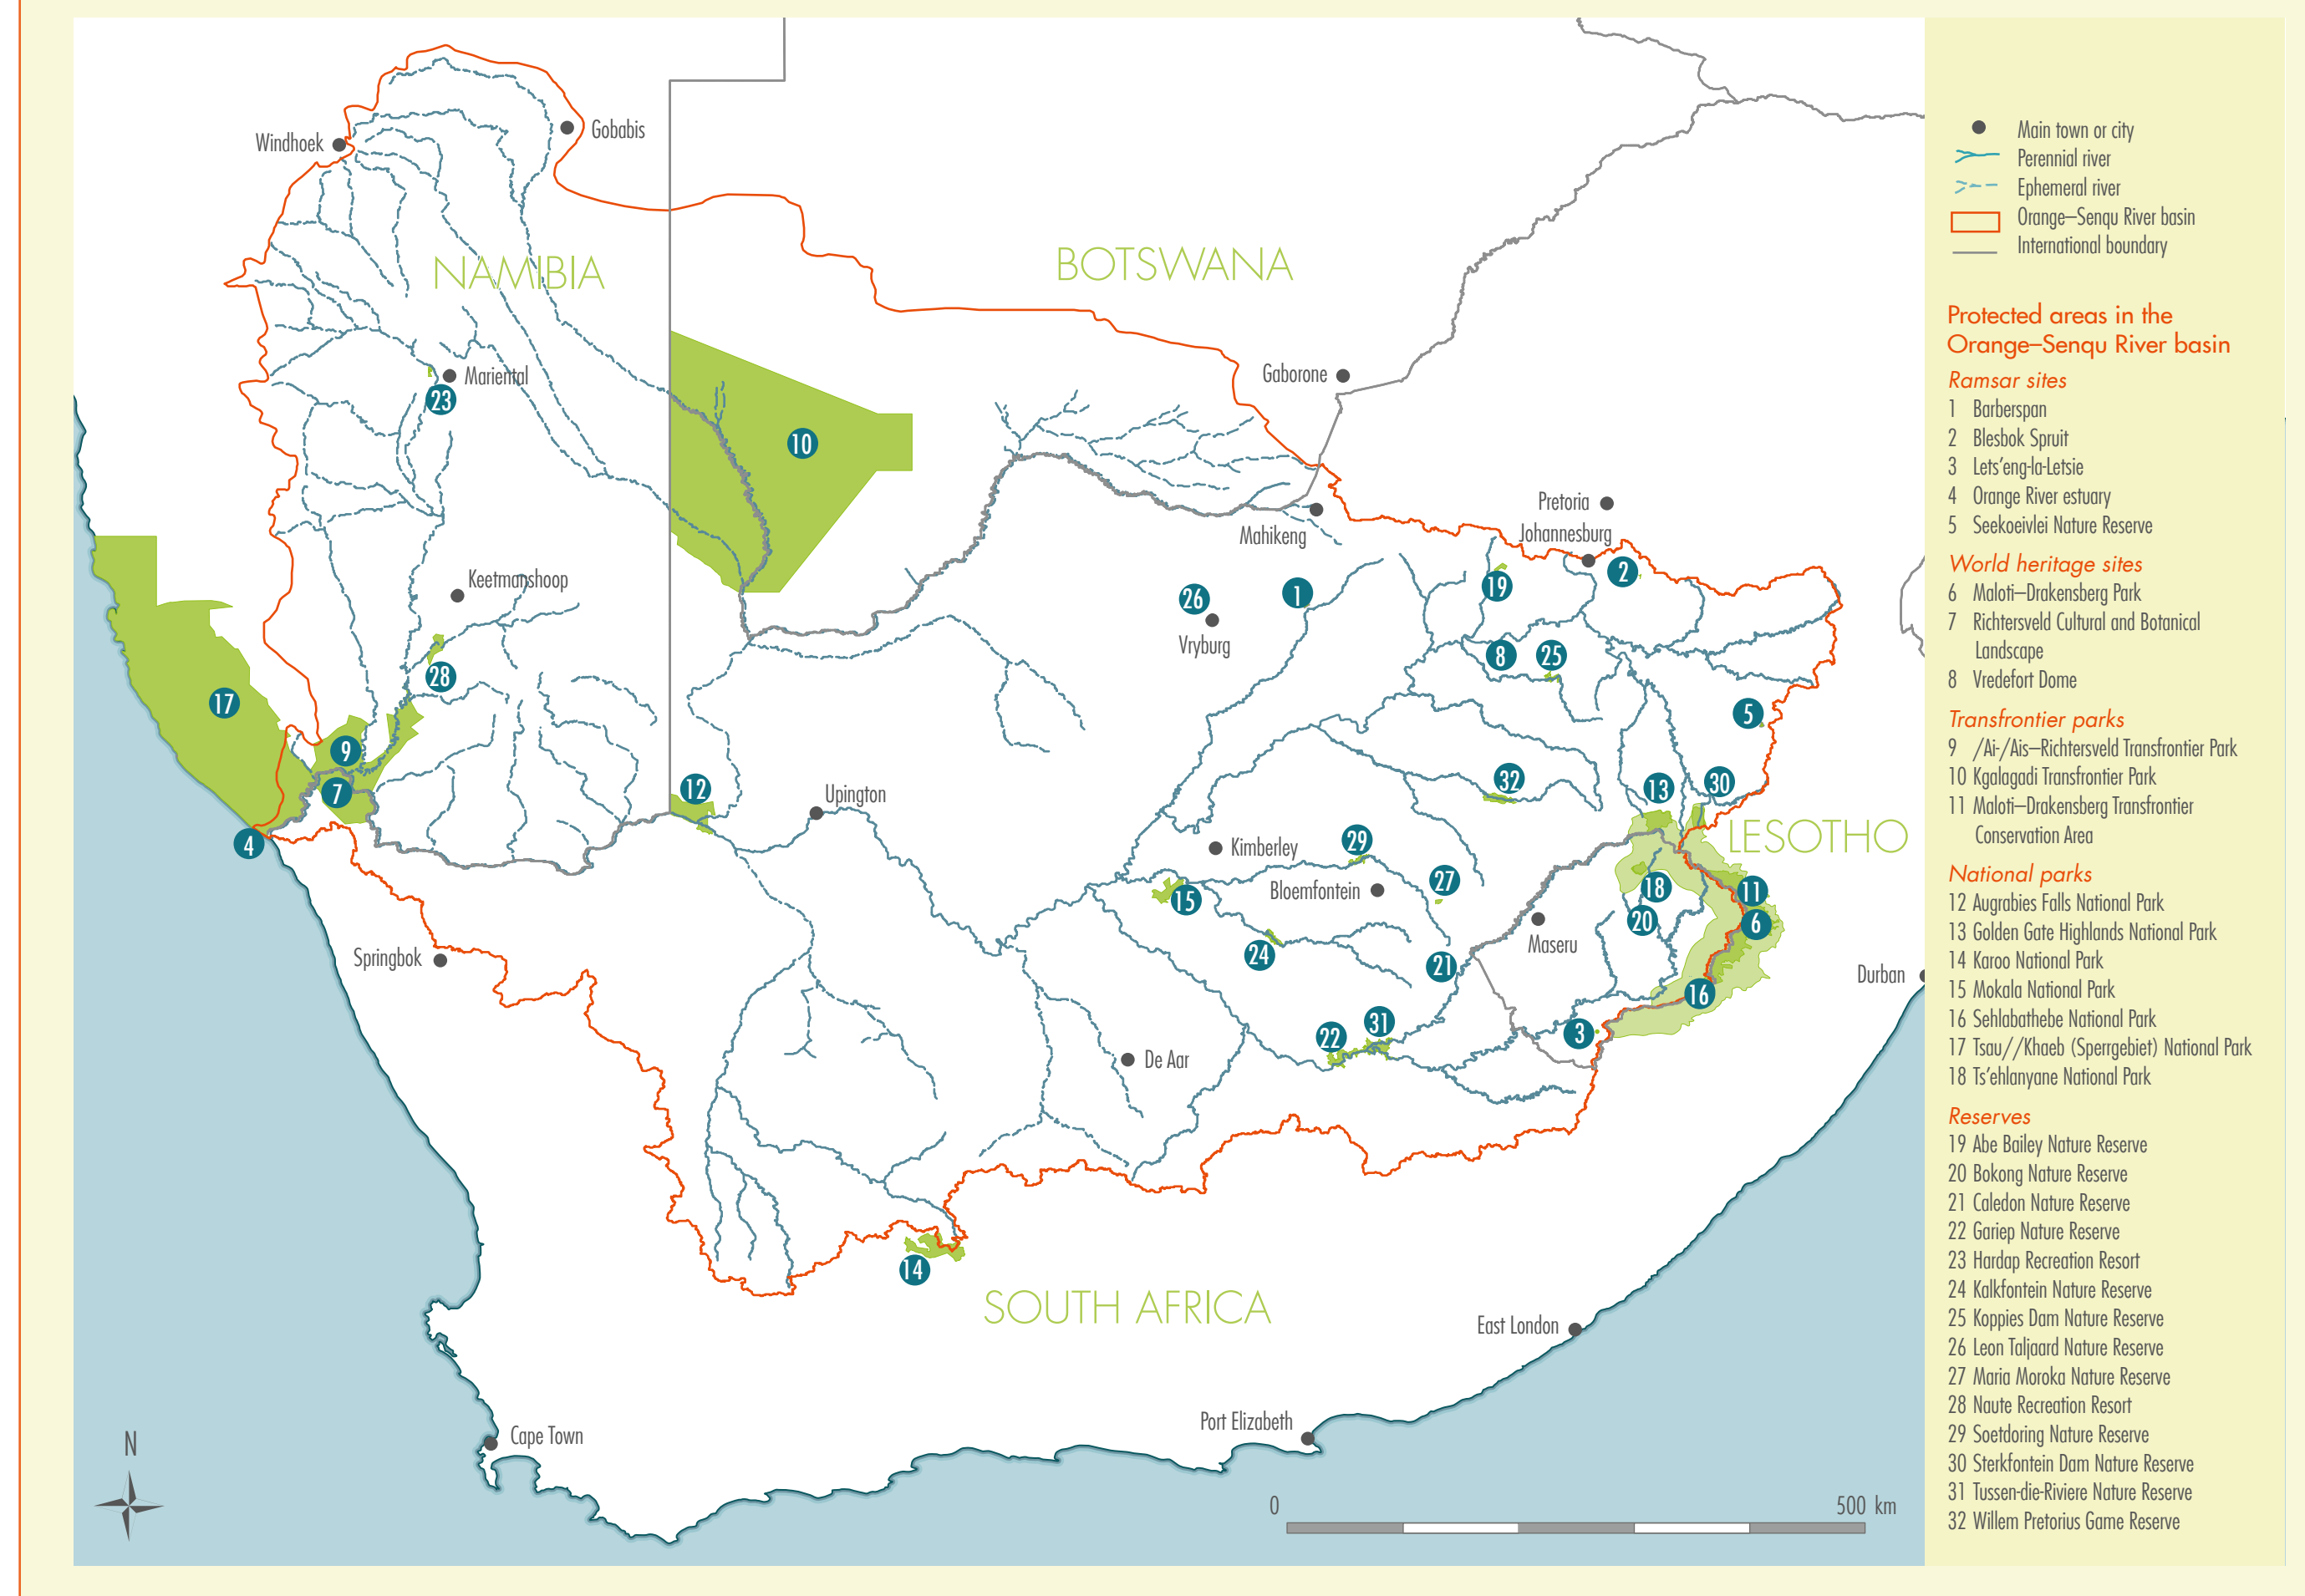 Windhoek
Gobabis
NAMIBIA
BOTSWANA
Mariental
23
Gaborone
10
Pretoria
Johannesburg
Mahikeng
2
Keetmanshoop
19
26
1
Vryburg
8
25
28
17
5
9
7
12
Upington
32
13
30
4
LESOTHO
Kimberley
29
Bloemfontein
27
15
18
11
20
6
Maseru
24
21
Springbok
Durban
16
22
31
3
De Aar
14
SOUTH AFRICA
East London
Port Elizabeth
Cape Town
N
0
500 km
Main town or city
Perennial river
Ephemeral river
Orange–Senqu River basin
International boundary
Protected areas in the
Orange–Senqu River basin
Ramsar sites
1 Barberspan
2 Blesbok Spruit
3 Lets'eng-la-Letsie
4 Orange River estuary
5 Seekoeivlei Nature Reserve
World heritage sites
6 Maloti–Drakensberg Park
7 Richtersveld Cultural and Botanical
Landscape
8 Vredefort Dome
Transfrontier parks
9 /Ai-/Ais–Richtersveld Transfrontier Park
10 Kgalagadi Transfrontier Park
11 Maloti–Drakensberg Transfrontier
Conservation Area
National parks
12 Augrabies Falls National Park
13 Golden Gate Highlands National Park
14 Karoo National Park
15 Mokala National Park
16 Sehlabathebe National Park
17 Tsau//Khaeb (Sperrgebiet) National Park
18 Ts'ehlanyane National Park
Reserves
19 Abe Bailey Nature Reserve
20 Bokong Nature Reserve
21 Caledon Nature Reserve
22 Gariep Nature Reserve
23 Hardap Recreation Resort
24 Kalkfontein Nature Reserve
25 Koppies Dam Nature Reserve
26 Leon Taljaard Nature Reserve
27 Maria Moroka Nature Reserve
28 Naute Recreation Resort
29 Soetdoring Nature Reserve
30 Sterkfontein Dam Nature Reserve
31 Tussen-die-Riviere Nature Reserve
32 Willem Pretorius Game Reserve